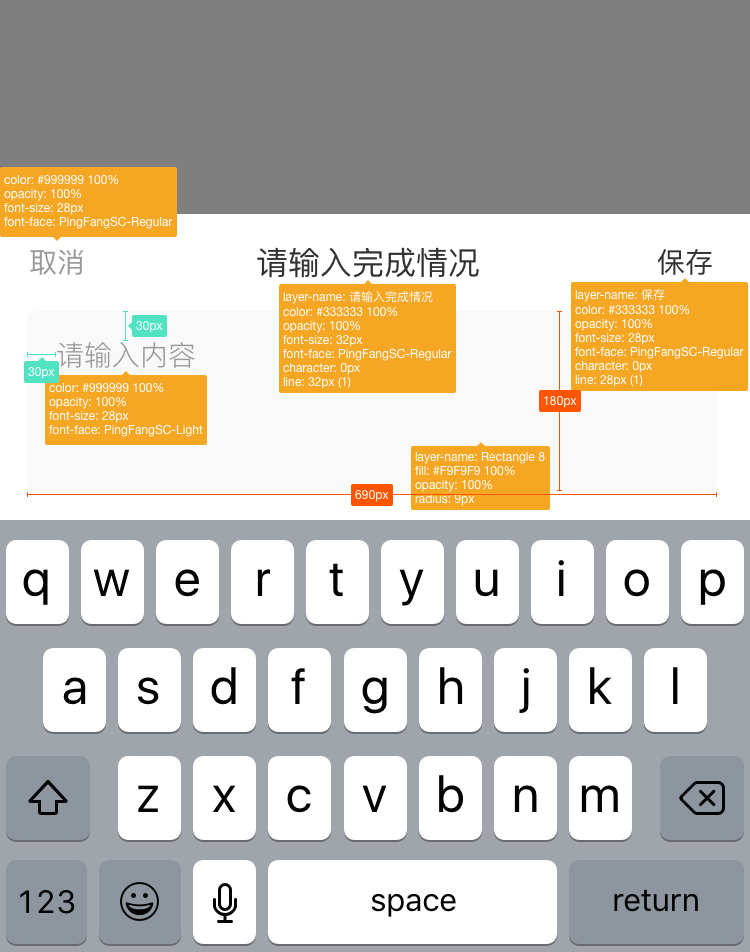 color: #999999 100%
opacity: 100%
font-size: 28px
font-face: PingFangSC-Regular
取消
请输入完成情况
保存
layer-name: 请输入完成情况
color: #333333 100%
opacity: 100%
font-size: 32px
font-face: PingFangSC-Regular
character: 0px
line: 32px (1)
layer-name: 保存
color: #333333 100%
opacity: 100%
font-size: 28px
font-face: PingFangSC-Regular
character: 0px
line: 28px (1)
30px
请输入内容
30px
color: #999999 100%
opacity: 100%
font-size: 28px
font-face: PingFangSC-Light
180px
layer-name: Rectangle 8
fill: #F9F9F9 100%
opacity: 100%
radius: 9px
690px
q w e r t y u i o p
a s d f g h j k l
z x c v b n m
123 space return